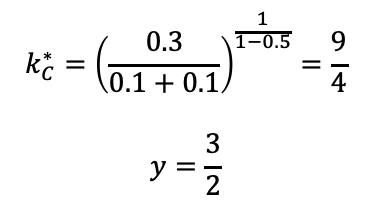 k_C^* = (0.3 / (0.1 + 0.1))^(1 / (1−0.5)) = 9/4
y = 3/2